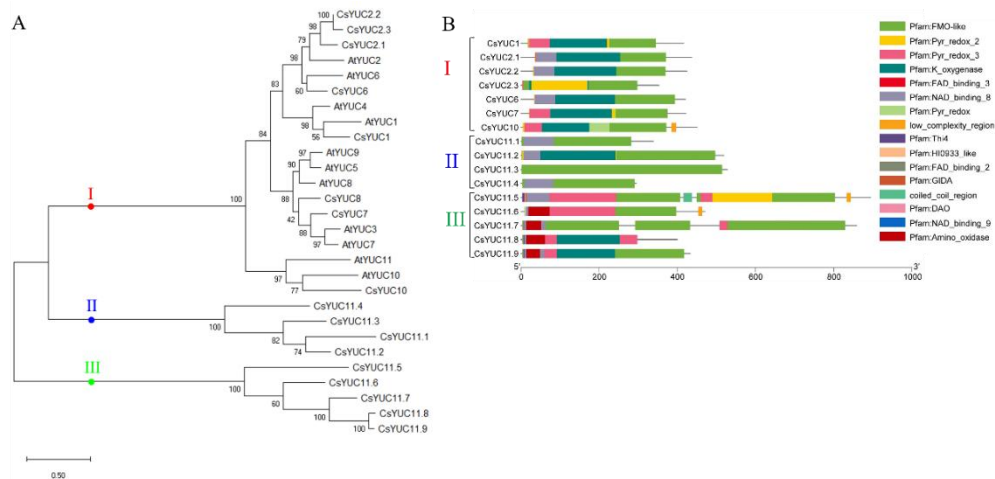 A
100
CsYUC2.2
98
CsYUC2.3
79
CsYUC2.1
98
AtYUC2
98
AtYUC6
83
60
CsYUC6
AtYUC4
98
AtYUC1
56
CsYUC1
84
97
AtYUC9
90
AtYUC5
AtYUC8
88
CsYUC8
42
CsYUC7
88
AtYUC3
97
AtYUC7
100
AtYUC11
97
AtYUC10
77
CsYUC10
I
II
CsYUC11.4
100
CsYUC11.3
82
CsYUC11.1
74
CsYUC11.2
III
CsYUC11.5
100
CsYUC11.6
60
CsYUC11.7
100
CsYUC11.8
100
CsYUC11.9
0.50
B
I
CsYUC1
CsYUC2.1
CsYUC2.2
CsYUC2.3
CsYUC6
CsYUC7
CsYUC10
II
CsYUC11.1
CsYUC11.2
CsYUC11.3
CsYUC11.4
III
CsYUC11.5
CsYUC11.6
CsYUC11.7
CsYUC11.8
CsYUC11.9
5' 3'
0 200 400 600 800 1000
Pfam:FMO-like
Pfam:Pyr_redox_2
Pfam:Pyr_redox_3
Pfam:K_oxygenase
Pfam:FAD_binding_3
Pfam:NAD_binding_8
Pfam:Pyr_redox
low_complexity_region
Pfam:Thi4
Pfam:HI0933_like
Pfam:FAD_binding_2
Pfam:GIDA
coiled_coil_region
Pfam:DAO
Pfam:NAD_binding_9
Pfam:Amino_oxidase